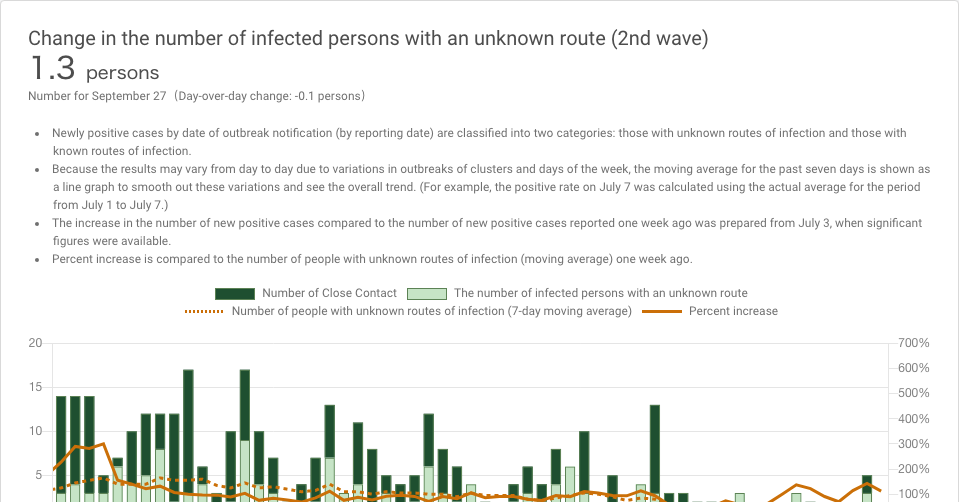 Change in the number of infected persons with an unknown route (2nd wave)
1.3 persons
Number for September 27（Day-over-day change: -0.1 persons）
• Newly positive cases by date of outbreak notification (by reporting date) are classified into two categories: those with unknown routes of infection and those with
known routes of infection.
• Because the results may vary from day to day due to variations in outbreaks of clusters and days of the week, the moving average for the past seven days is shown as
a line graph to smooth out these variations and see the overall trend. (For example, the positive rate on July 7 was calculated using the actual average for the period
from July 1 to July 7.)
• The increase in the number of new positive cases compared to the number of new positive cases reported one week ago was prepared from July 3, when significant
figures were available.
• Percent increase is compared to the number of people with unknown routes of infection (moving average) one week ago.
Number of Close Contact The number of infected persons with an unknown route
Number of people with unknown routes of infection (7-day moving average) Percent increase
20 700%
600%
15 500%
400%
10 300%
200%
5 100%